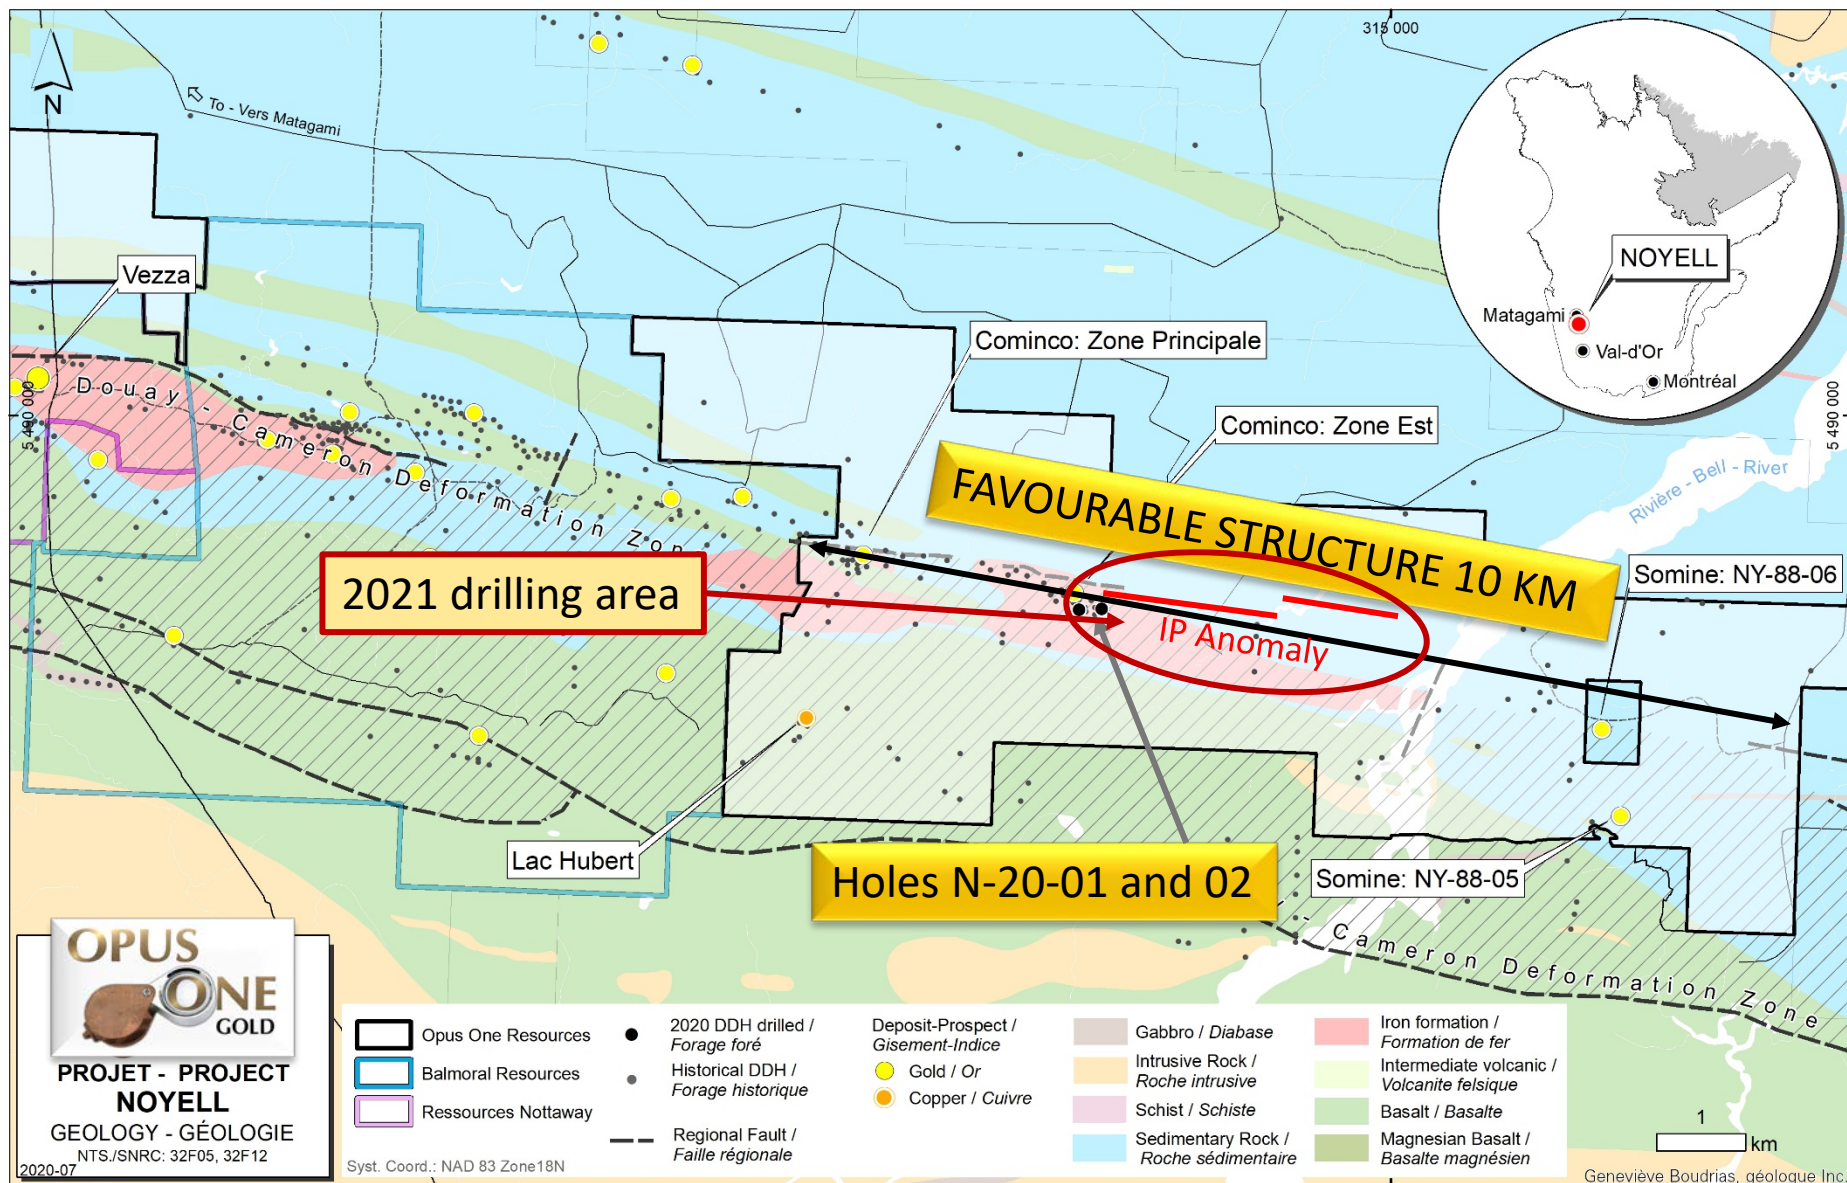 315 000
N
To - Vers Matagami
NOYELL
Matagami
Val-d'Or
Montréal
Vezza
Cominco: Zone Principale
5 490 000
5 490 000
Douay - Cameron Deformation Zon
Cominco: Zone Est
FAVOURABLE STRUCTURE 10 KM
Rivière - Bell - River
2021 drilling area
IP Anomaly
Somine: NY-88-06
Lac Hubert
Holes N-20-01 and 02
Somine: NY-88-05
- Cameron Deformation Zone
OPUS
ONE
GOLD
PROJET - PROJECT
NOYELL
GEOLOGY - GÉOLOGIE
NTS./SNRC: 32F05, 32F12
2020-07
Opus One Resources
Balmoral Resources
Ressources Nottaway
Syst. Coord.: NAD 83 Zone18N
2020 DDH drilled /
Forage foré
Historical DDH /
Forage historique
Regional Fault /
Faille régionale
Deposit-Prospect /
Gisement-Indice
Gold / Or
Copper / Cuivre
Gabbro / Diabase
Intrusive Rock /
Roche intrusive
Schist / Schiste
Sedimentary Rock /
Roche sédimentaire
Iron formation /
Formation de fer
Intermediate volcanic /
Volcanite felsique
Basalt / Basalte
Magnesian Basalt /
Basalte magnésien
1
km
Geneviève Boudrias, géologue Inc